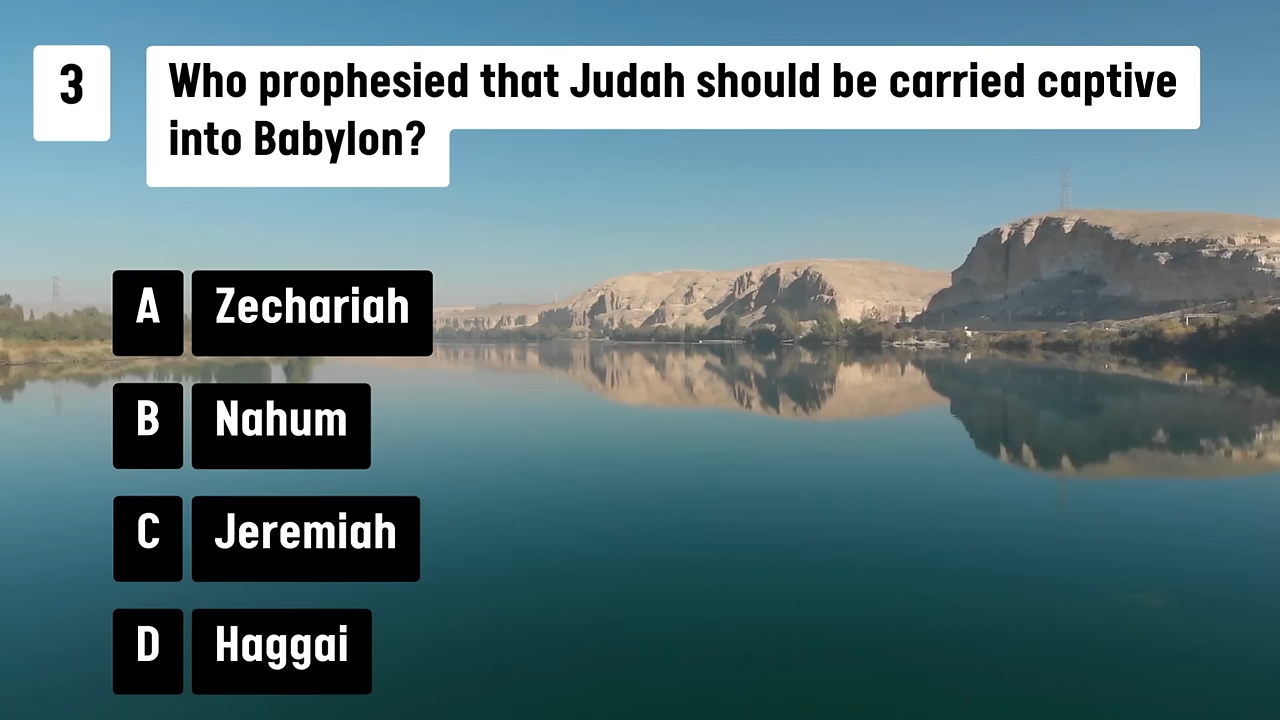 3
Who prophesied that Judah should be carried captive
into Babylon?
A Zechariah
B Nahum
C Jeremiah
D Haggai